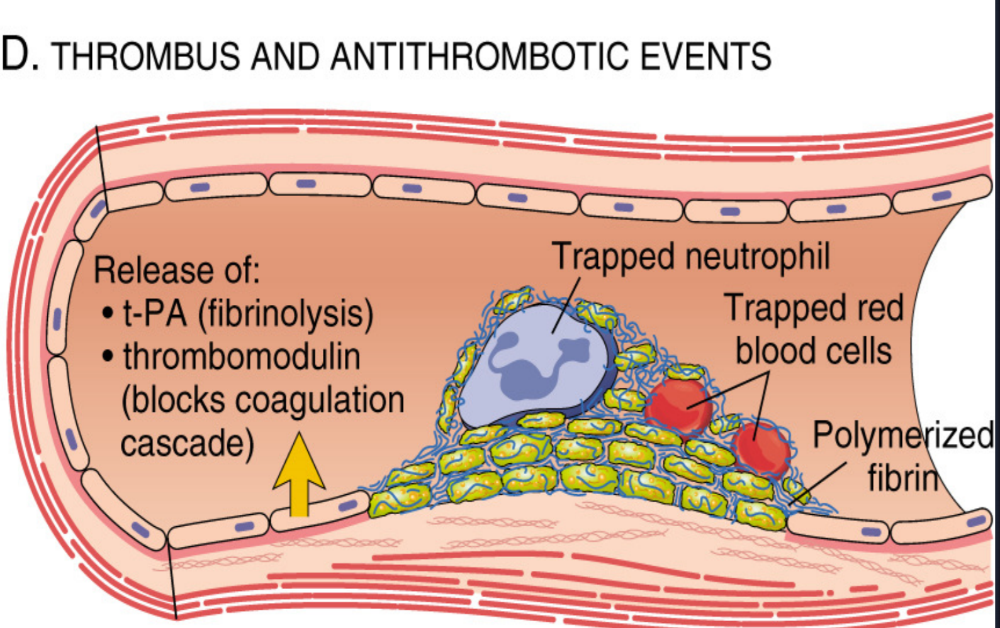 D. THROMBUS AND ANTITHROMBOTIC EVENTS
Release of:
• t-PA (fibrinolysis)
• thrombomodulin
(blocks coagulation
cascade)
Trapped neutrophil
Trapped red
blood cells
Polymerized
fibrin